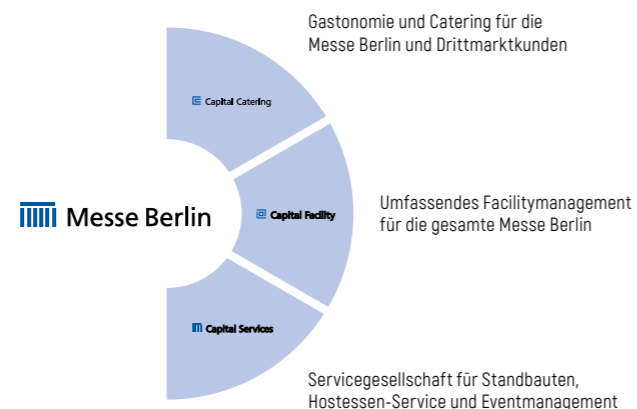 Gastonomie und Catering für die
Messe Berlin und Drittmarktkunden
Capital Catering
Messe Berlin
Capital Facility
Umfassendes Facilitymanagement
für die gesamte Messe Berlin
Capital Services
Servicegesellschaft für Standbauten,
Hostessen-Service und Eventmanagement